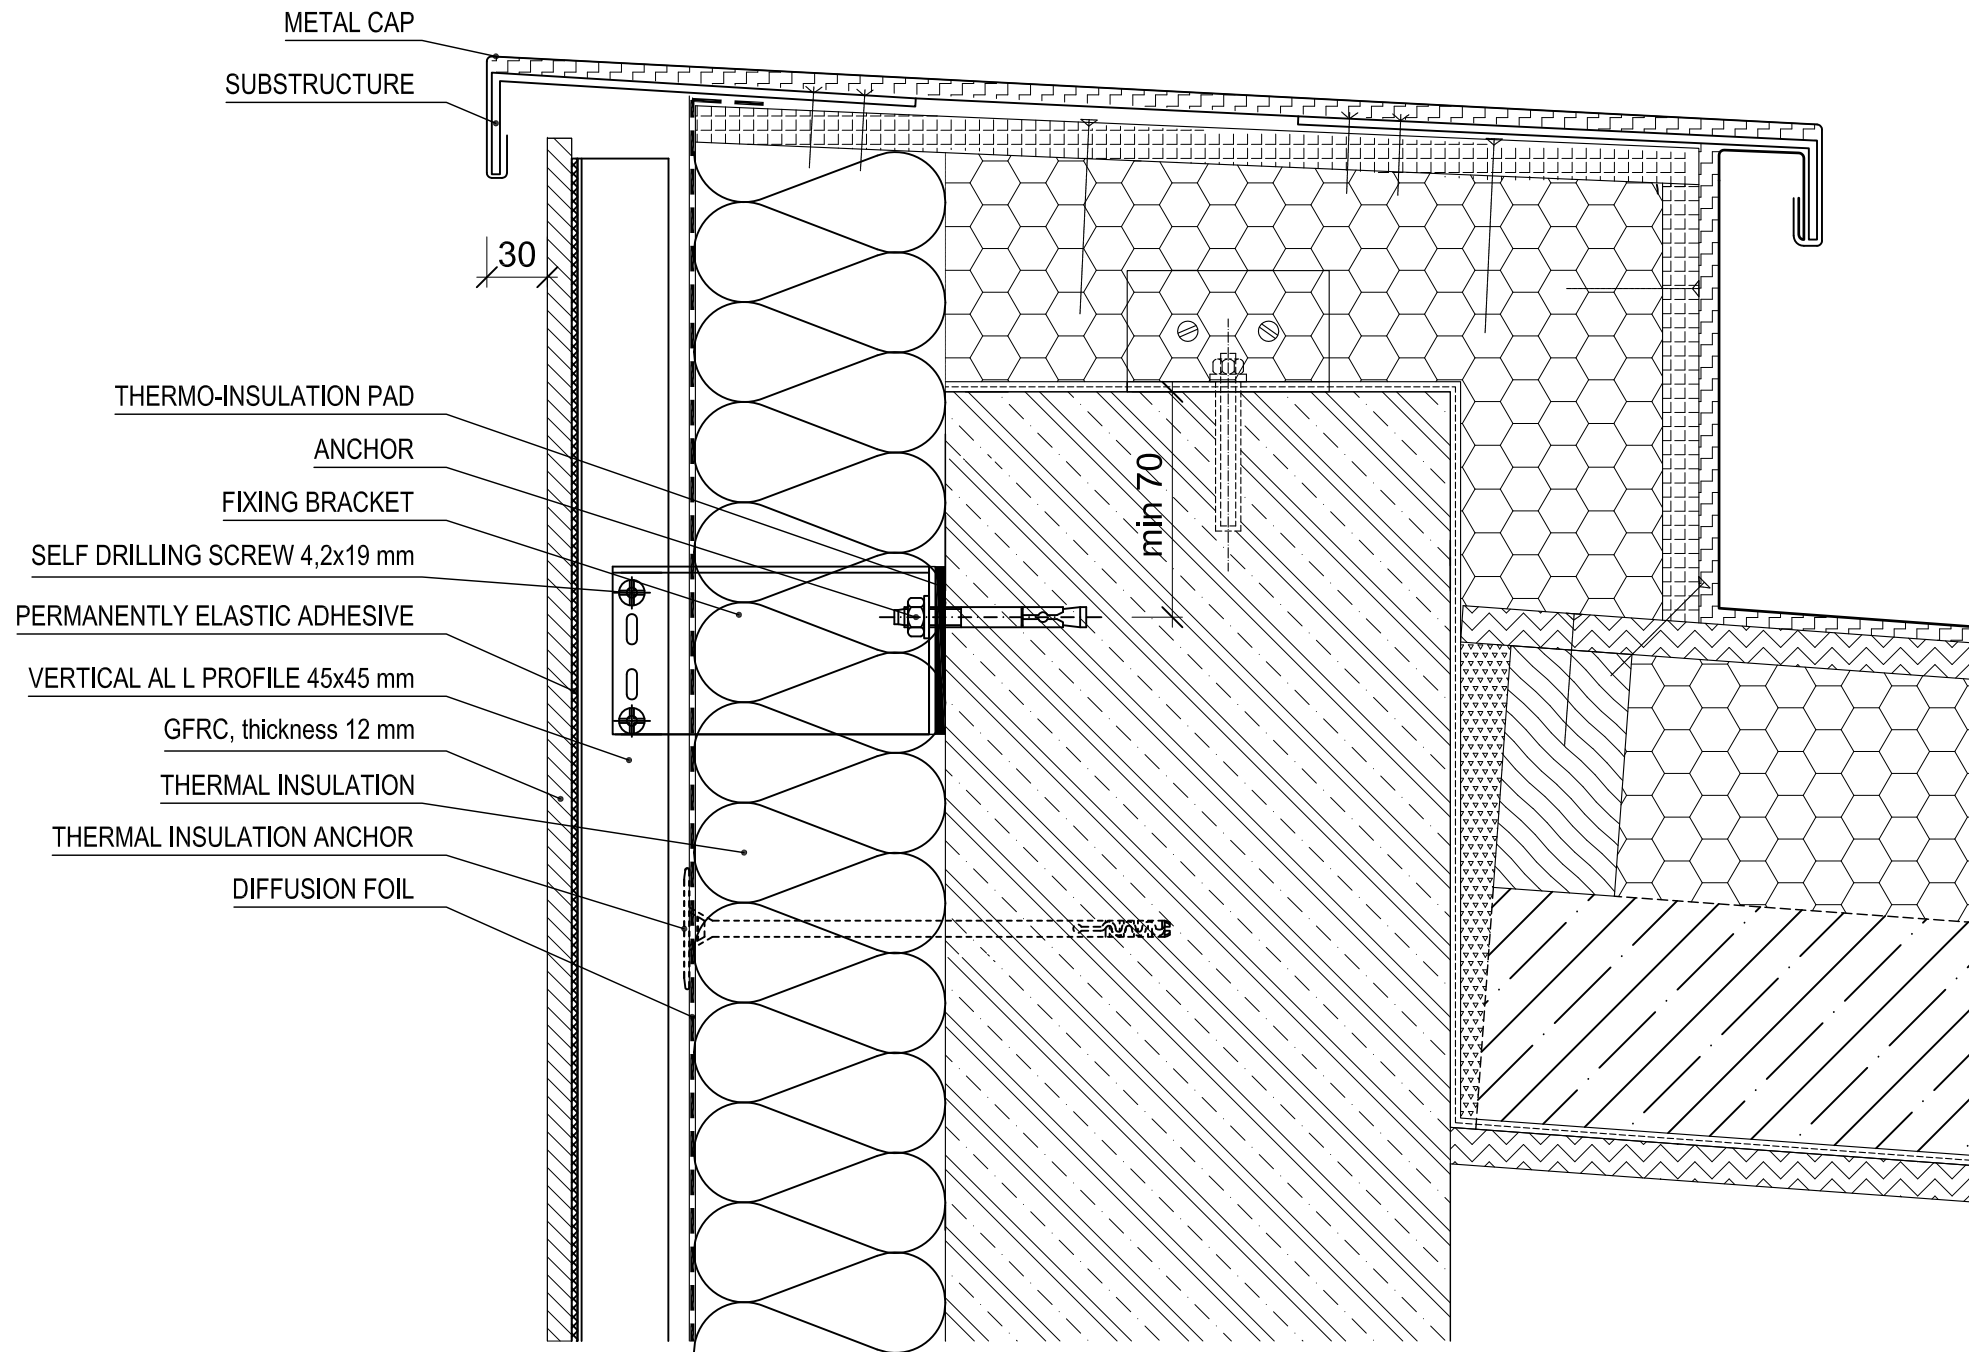 METAL CAP
SUBSTRUCTURE
30
THERMO-INSULATION PAD
ANCHOR
FIXING BRACKET
SELF DRILLING SCREW 4,2x19 mm
PERMANENTLY ELASTIC ADHESIVE
VERTICAL AL L PROFILE 45x45 mm
GFRC, thickness 12 mm
THERMAL INSULATION
THERMAL INSULATION ANCHOR
DIFFUSION FOIL
min 70